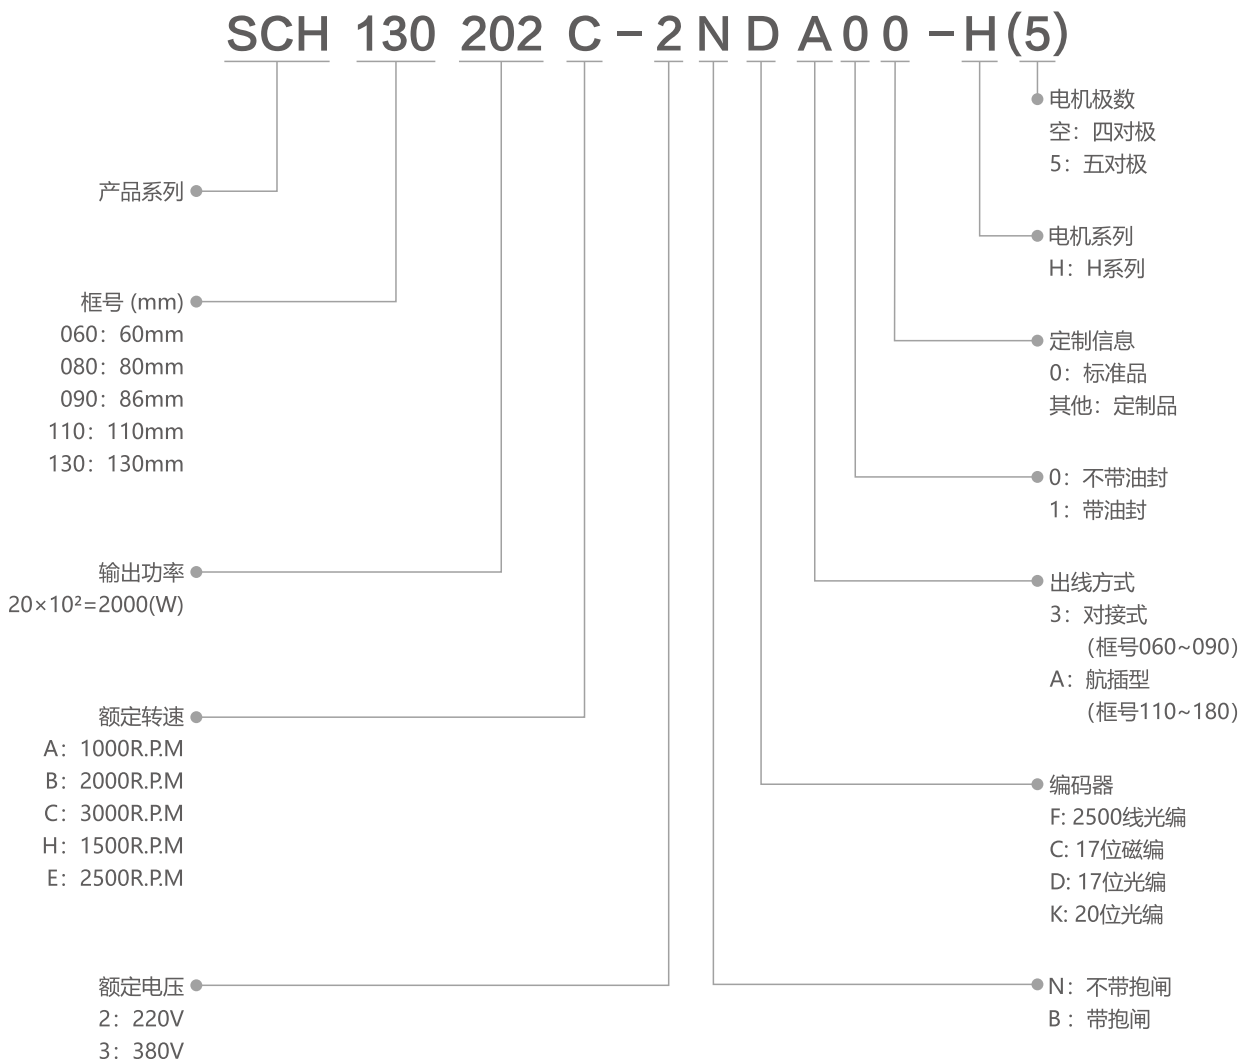 SCH 130 202 C - 2 N D A 0 0 - H (5)
产品系列
框号 (mm)
060：60mm
080：80mm
090：86mm
110：110mm
130：130mm
输出功率
20×10²=2000(W)
额定转速
A：1000R.P.M
B：2000R.P.M
C：3000R.P.M
H：1500R.P.M
E：2500R.P.M
额定电压
2：220V
3：380V
电机极数
空：四对极
5：五对极
电机系列
H：H系列
定制信息
0：标准品
其他：定制品
0：不带油封
1：带油封
出线方式
3：对接式
(框号060~090)
A：航插型
(框号110~180)
编码器
F: 2500线光编
C: 17位磁编
D: 17位光编
K: 20位光编
N：不带抱闸
B：带抱闸